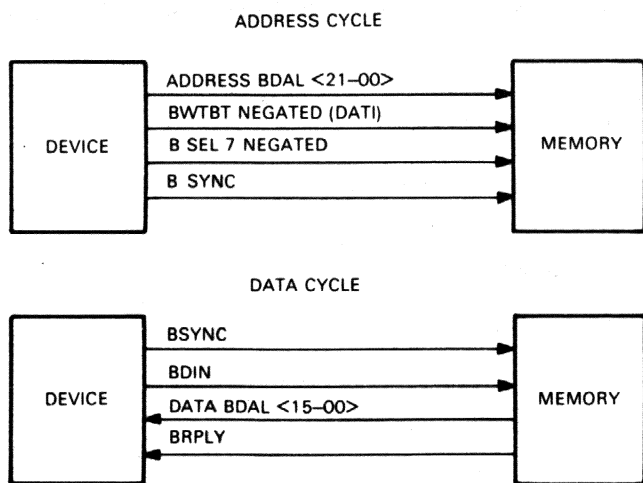 ADDRESS CYCLE
ADDRESS BDAL <21-00>
BWTBT NEGATED (DATI)
DEVICE
B SEL 7 NEGATED
MEMORY
B SYNC
DATA CYCLE
BSYNC
BDIN
DEVICE
DATA BDAL <15-00>
MEMORY
BRPLY